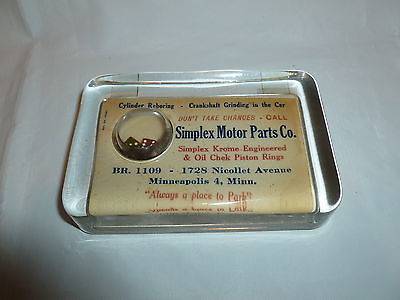 Cylinder Reboring - Crankshaft Grinding in the Car
DON'T TAKE CHANCES - CALL
Simplex Motor Parts Co.
Simplex Krome-Engineered
& Oil Chek Piston Rings
BR. 1109 - 1728 Nicollet Avenue
Minneapolis 4, Minn.
"Always a place to Park"